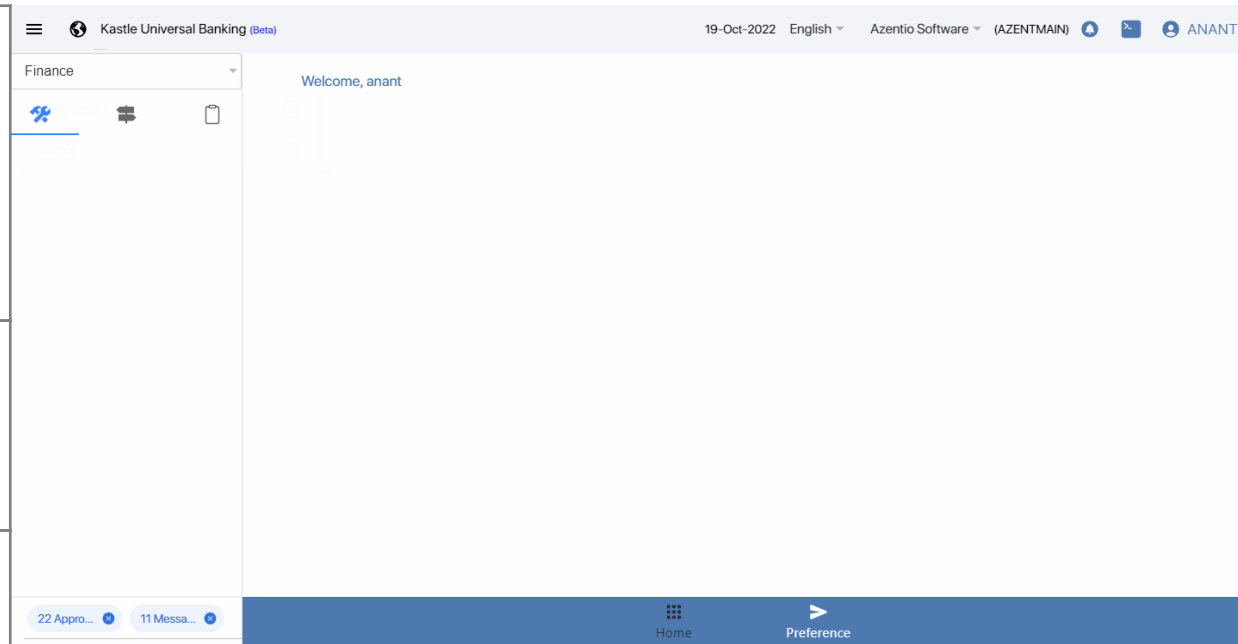 Kastle Universal Banking (Beta) 19-Oct-2022 English Azentio Software (AZENTMAIN) ANANT
Finance
Welcome, anant
22 Appro... 11 Messa...
Home Preference